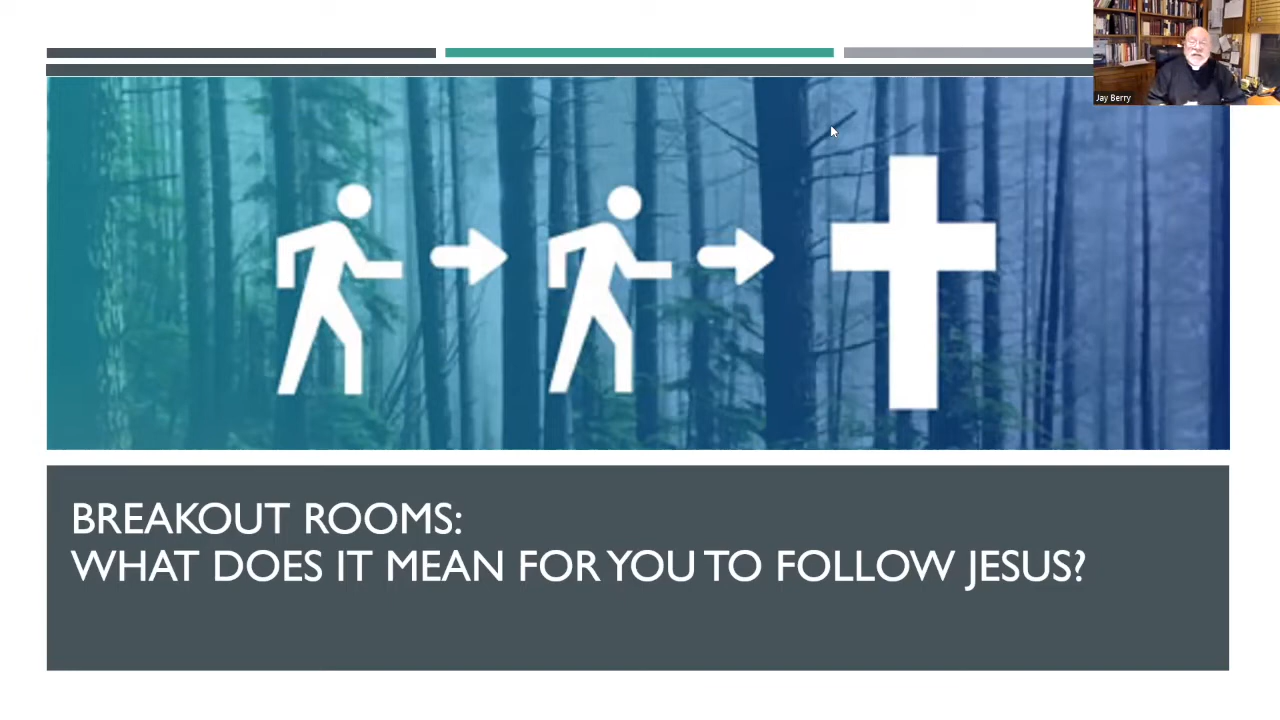 Jay Berry
BREAKOUT ROOMS:
WHAT DOES IT MEAN FOR YOU TO FOLLOW JESUS?